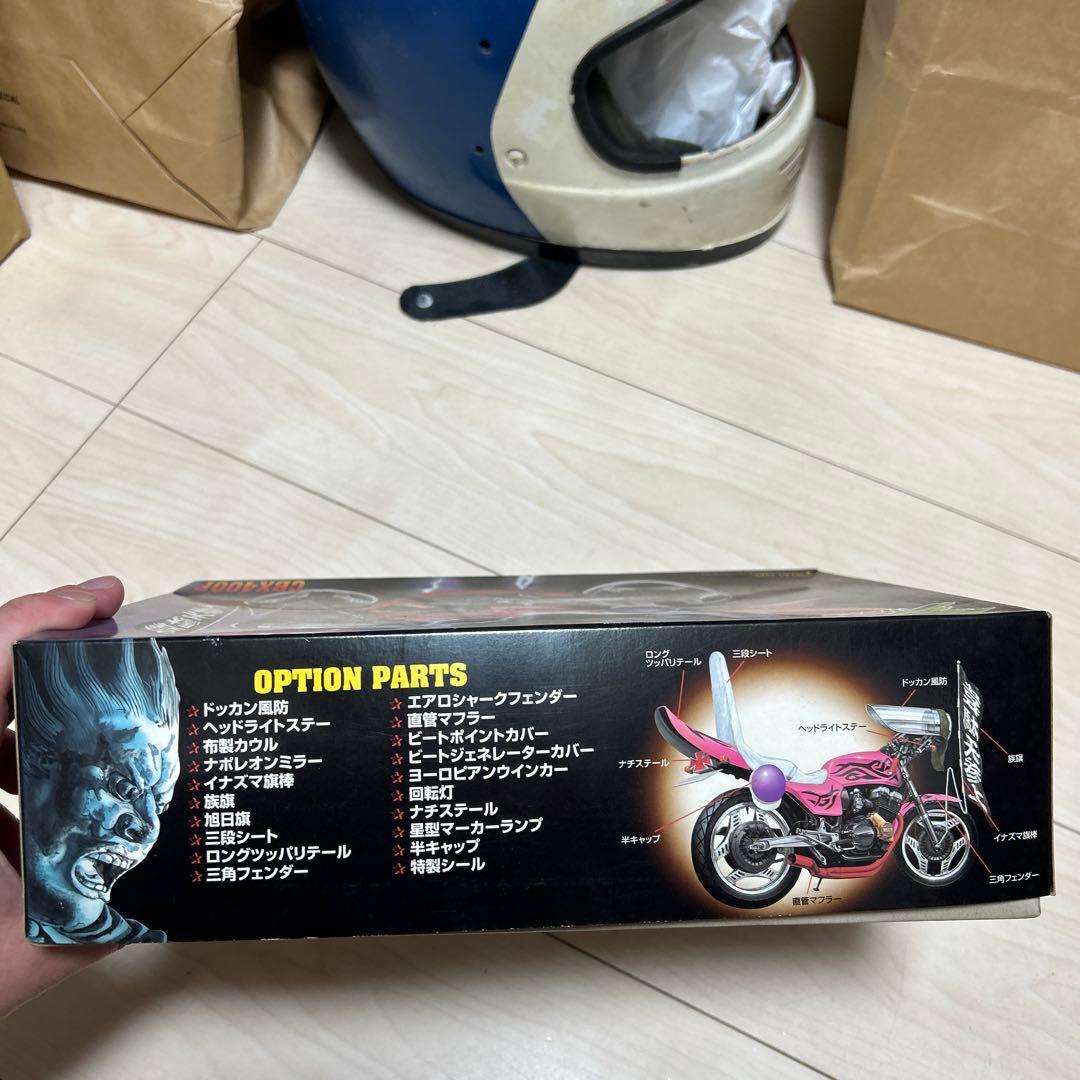 CBX400F
OPTION PARTS
☆ドッカン風防
☆ヘッドライトステー
☆布製カウル
☆ナポレオンミラー
☆イナズマ旗棒
☆族旗
☆旭日旗
☆三段シート
☆ロングツッパリテール
☆三角フェンダー
☆エアロシャークフェンダー
☆直管マフラー
☆ビートポイントカバー
☆ビートジェネレーターカバー
☆ヨーロピアンウインカー
☆回転灯
☆ナチステール
☆星型マーカーランプ
☆半キャップ
☆特製シール
ロング
ツッパリテール
三段シート
ドッカン風防
ヘッドライトステー
ナチステール
族旗
半キャップ
イナズマ旗棒
三角フェンダー
直管マフラー